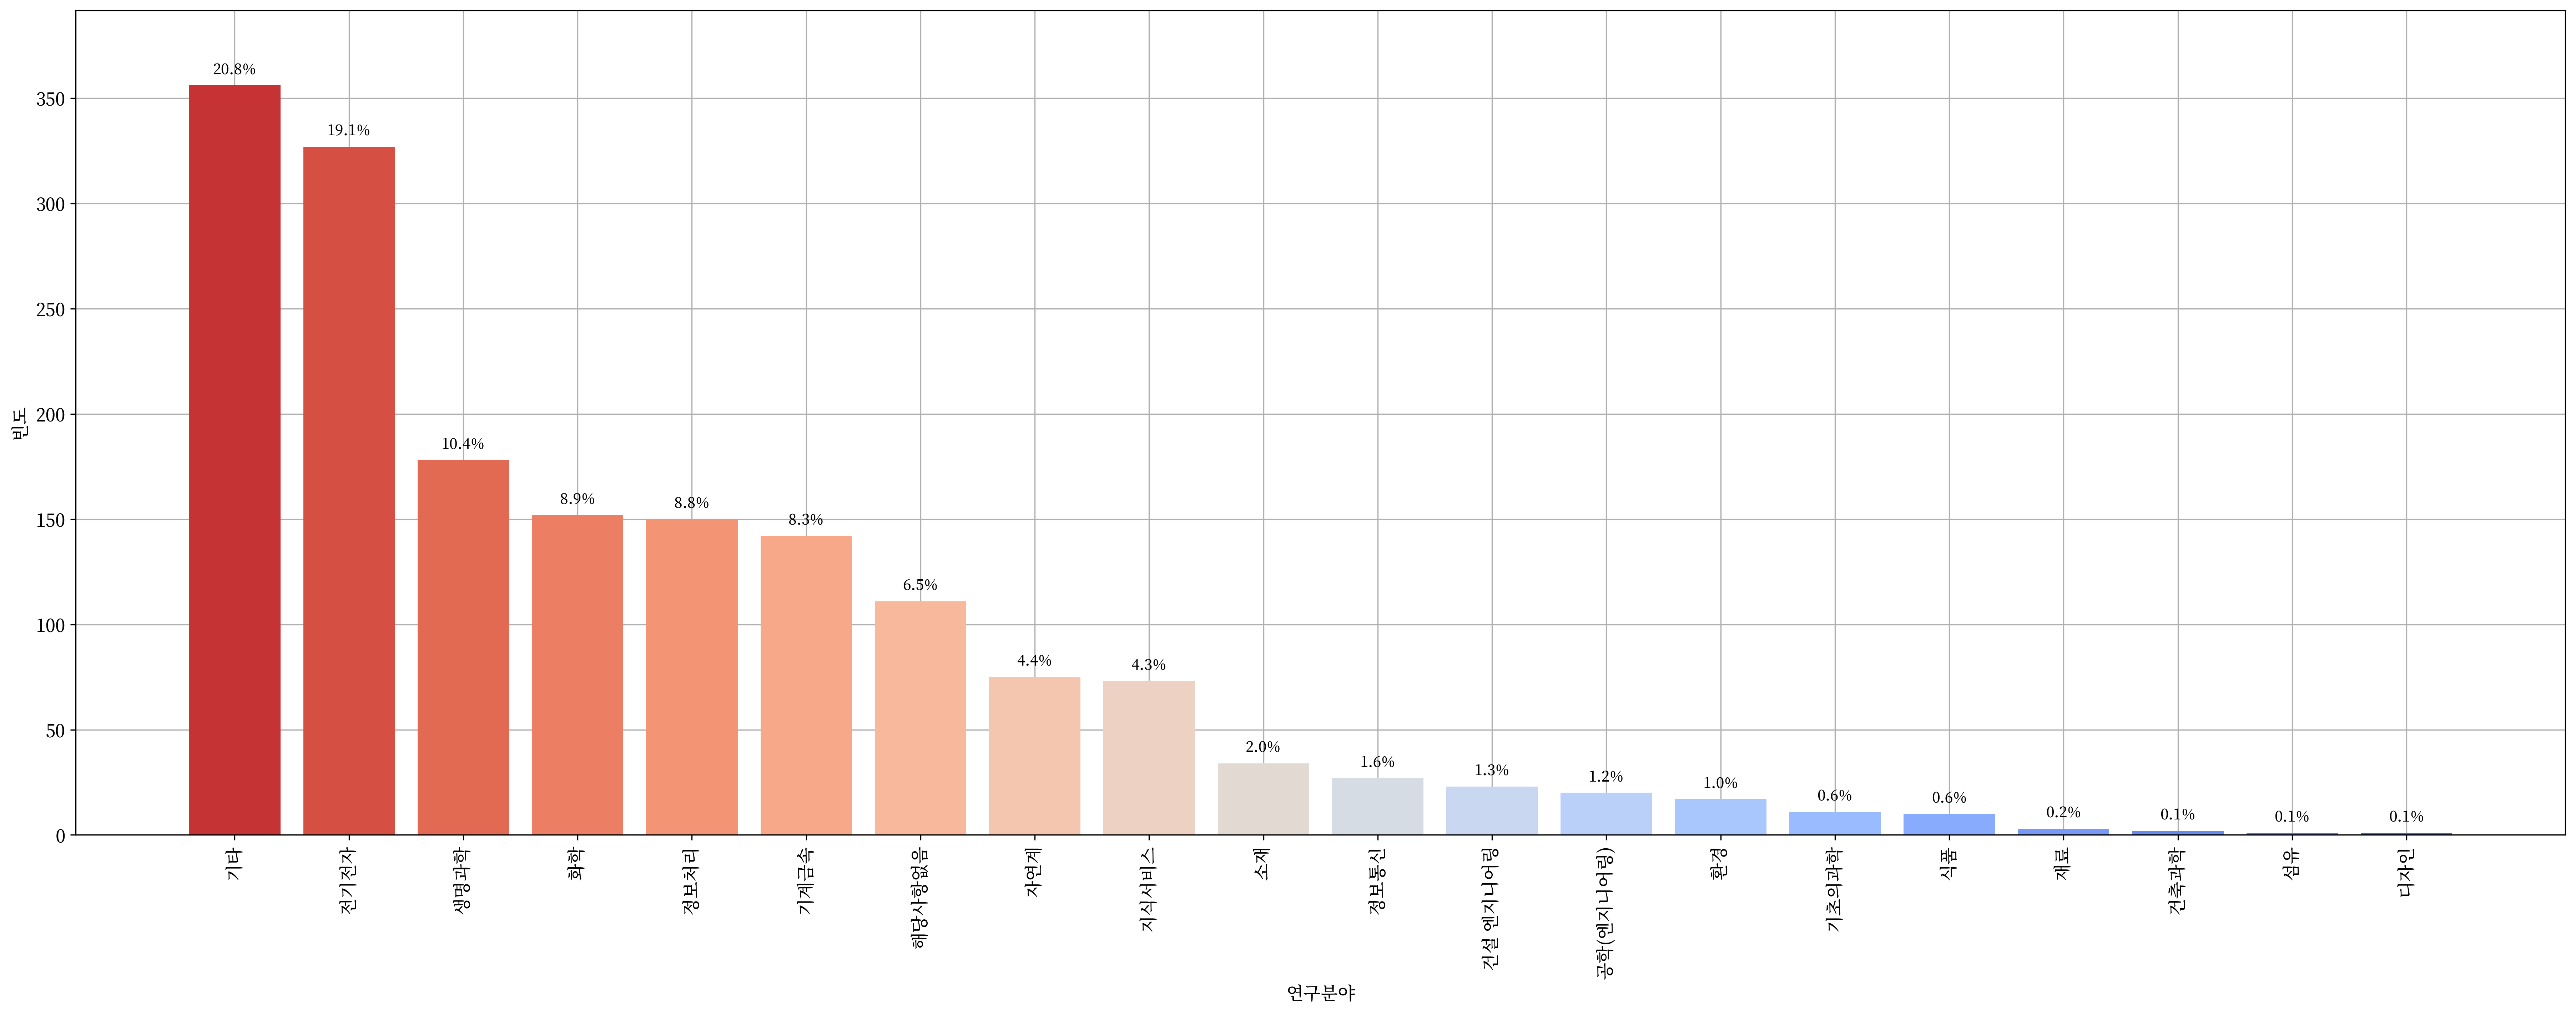 20.8%
19.1%
10.4%
8.9%
8.8%
8.3%
6.5%
4.4%
4.3%
2.0%
1.6%
1.3%
1.2%
1.0%
0.6%
0.6%
0.2%
0.1%
0.1%
0.1%
350
300
250
200
150
100
50
0
빈도
기타
전기전자
생명과학
화학
정보처리
기계금속
해당사항없음
자연계
지식서비스
소재
정보통신
건설 엔지니어링
공학(엔지니어링)
환경
기초의과학
식품
재료
건축과학
섬유
디자인
연구분야